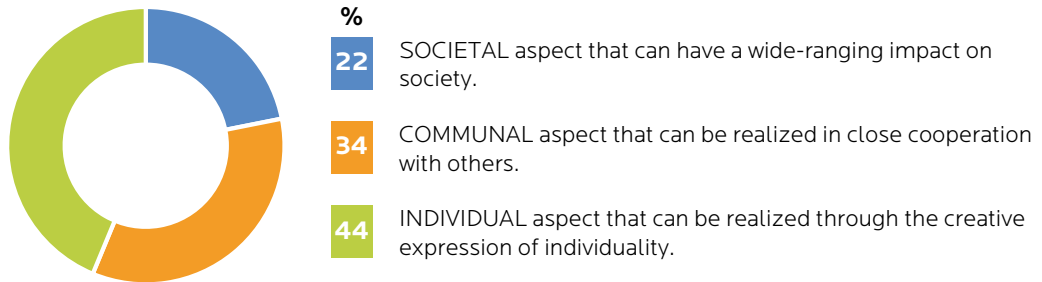 %
22
SOCIETAL aspect that can have a wide-ranging impact on
society.
34
COMMUNAL aspect that can be realized in close cooperation
with others.
44
INDIVIDUAL aspect that can be realized through the creative
expression of individuality.